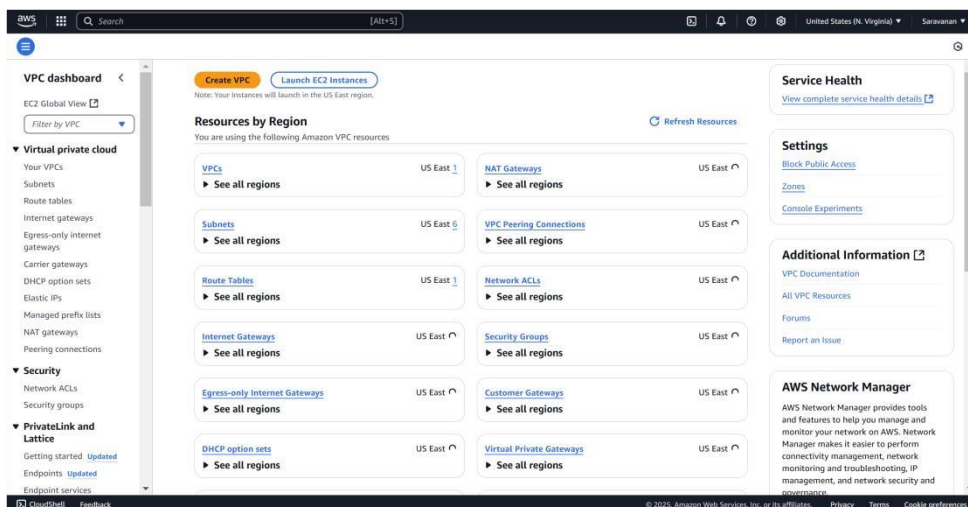 aws
Search
[Alt+S]
United States (N. Virginia) ▼
Saravanan ▼
VPC dashboard
EC2 Global View
Filter by VPC
Virtual private cloud
Your VPCs
Subnets
Route tables
Internet gateways
Egress-only internet
gateways
Carrier gateways
DHCP option sets
Elastic IPs
Managed prefix lists
NAT gateways
Peering connections
Security
Network ACLs
Security groups
PrivateLink and
Lattice
Getting started Updated
Endpoints Updated
Endpoint services
Create VPC
Launch EC2 Instances
Note: Your Instances will launch in the US East region.
Resources by Region
Refresh Resources
You are using the following Amazon VPC resources
VPCs US East 1
See all regions
NAT Gateways US East
See all regions
Subnets US East 6
See all regions
VPC Peering Connections US East
See all regions
Route Tables US East 1
See all regions
Network ACLs US East
See all regions
Internet Gateways US East
See all regions
Security Groups US East
See all regions
Egress-only Internet Gateways US East
See all regions
Customer Gateways US East
See all regions
DHCP option sets US East
See all regions
Virtual Private Gateways US East
See all regions
Service Health
View complete service health details
Settings
Block Public Access
Zones
Console Experiments
Additional Information
VPC Documentation
All VPC Resources
Forums
Report an Issue
AWS Network Manager
AWS Network Manager provides tools
and features to help you manage and
monitor your network on AWS. Network
Manager makes it easier to perform
connectivity management, network
monitoring and troubleshooting, IP
management, and network security and
governance.
CloudShell Feedback
© 2025, Amazon Web Services, Inc. or its affiliates. Privacy Terms Cookie preferences